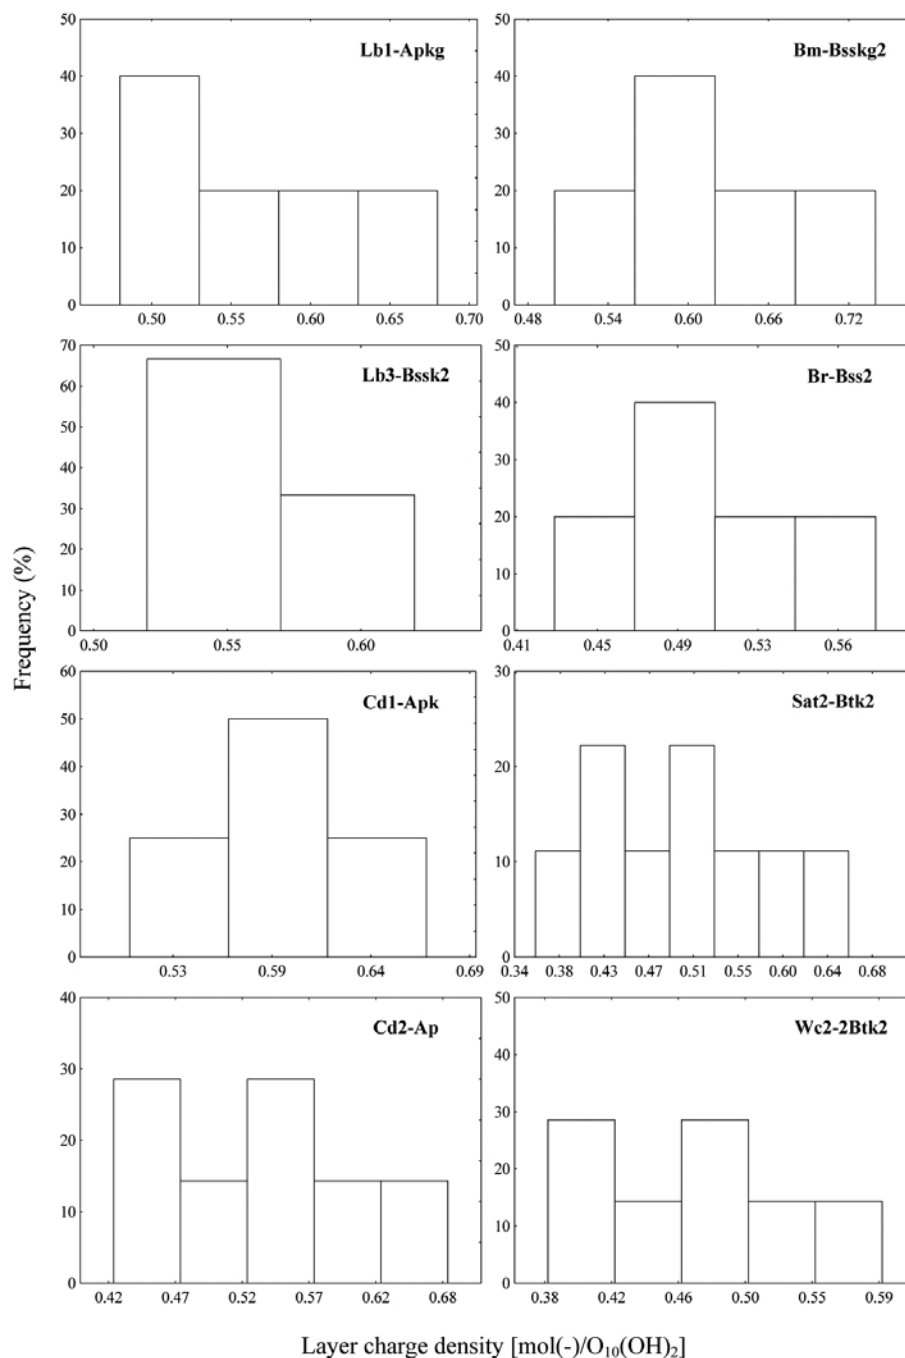 Lb1-Apkg
50
40
30
20
10
0
0.50 0.55 0.60 0.65 0.70
Bm-Bsskg2
50
40
30
20
10
0
0.48 0.54 0.60 0.66 0.72
Lb3-Bssk2
70
60
50
40
30
20
10
0
0.50 0.55 0.60
Br-Bss2
50
40
30
20
10
0
0.41 0.45 0.49 0.53 0.56
Frequency (%)
Cd1-Apk
60
50
40
30
20
10
0
0.53 0.59 0.64 0.69
Sat2-Btk2
30
20
10
0
0.34 0.38 0.43 0.47 0.51 0.55 0.60 0.64 0.68
Cd2-Ap
40
30
20
10
0
0.42 0.47 0.52 0.57 0.62 0.68
Wc2-2Btk2
50
40
30
20
10
0
0.38 0.42 0.46 0.50 0.55 0.59
Layer charge density [mol(-)/O₁₀(OH)₂]